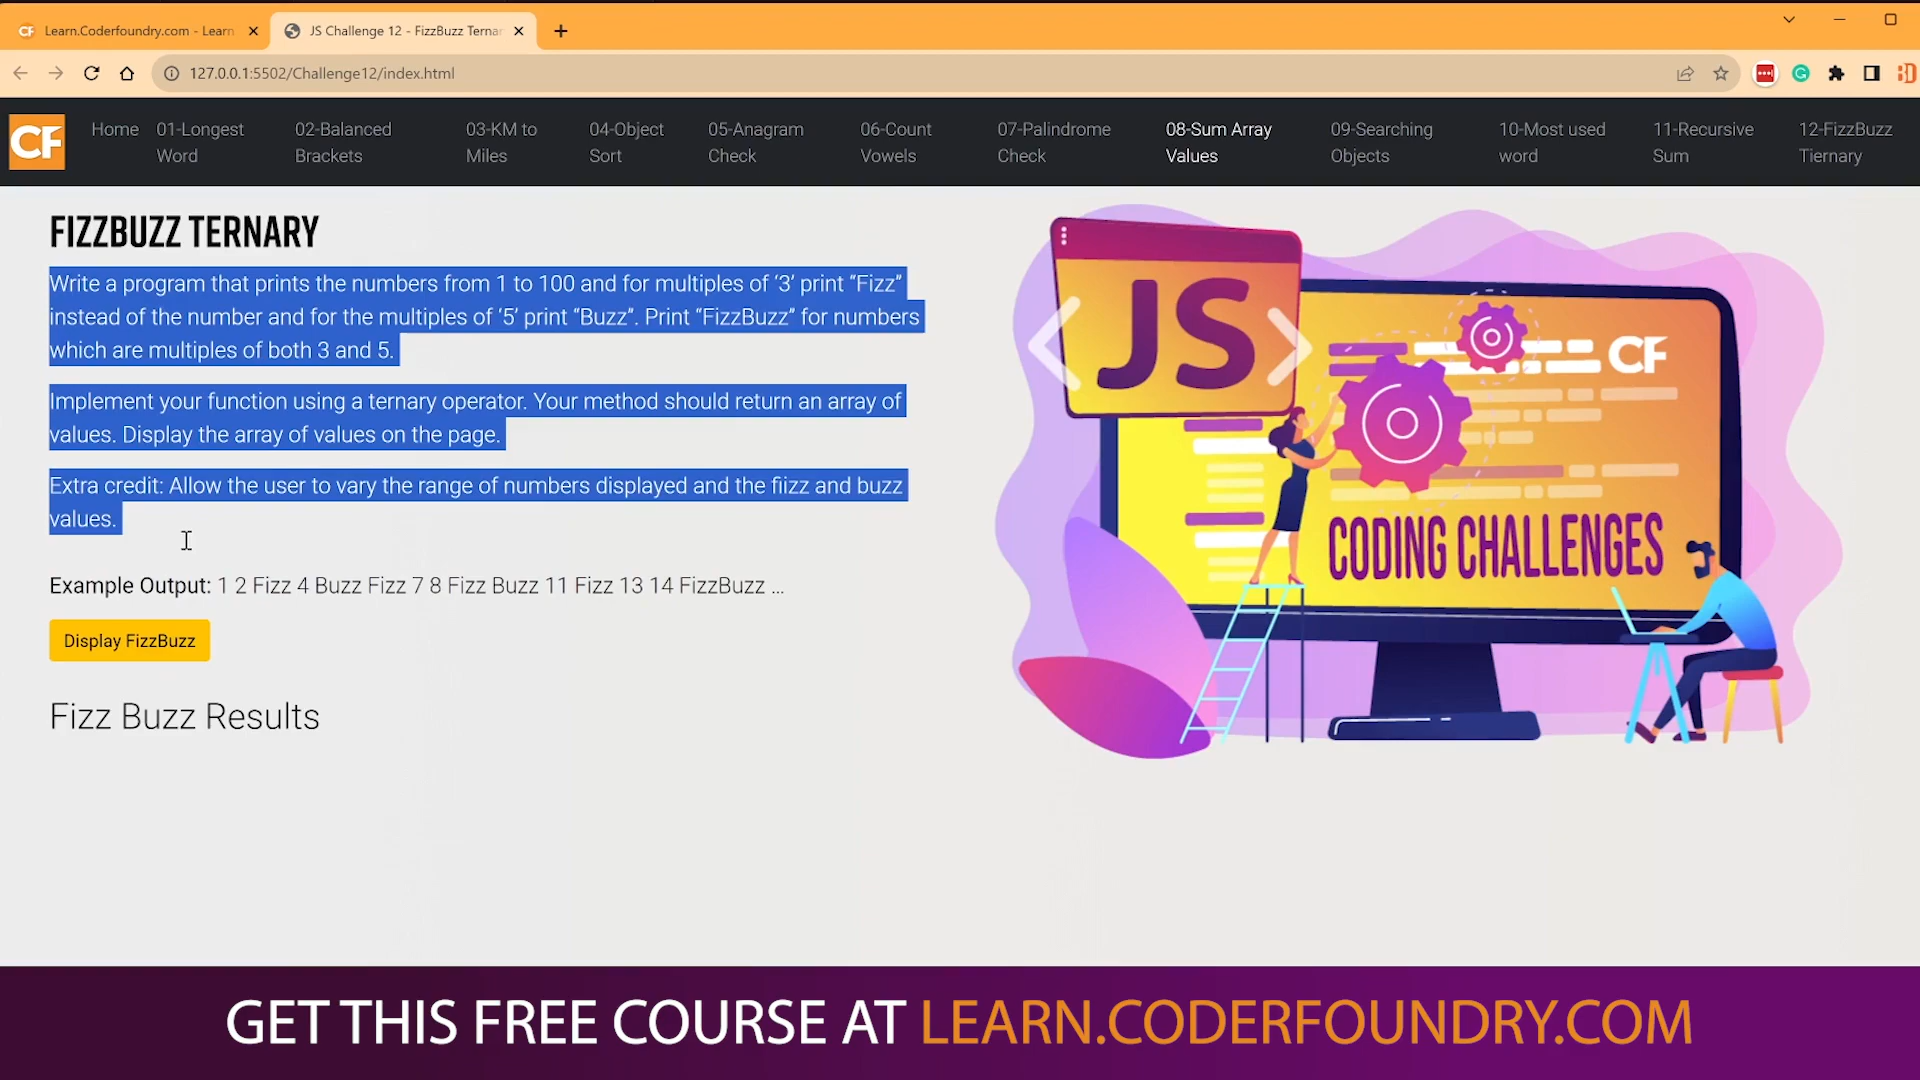 Learn.Coderfoundry.com - Learn
JS Challenge 12 - FizzBuzz Ternar
127.0.0.1:5502/Challenge12/index.html
CF
Home
01-Longest
Word
02-Balanced
Brackets
03-KM to
Miles
04-Object
Sort
05-Anagram
Check
06-Count
Vowels
07-Palindrome
Check
08-Sum Array
Values
09-Searching
Objects
10-Most used
word
11-Recursive
Sum
12-FizzBuzz
Tiernary
FIZZBUZZ TERNARY
Write a program that prints the numbers from 1 to 100 and for multiples of ‘3’ print “Fizz”
instead of the number and for the multiples of ‘5’ print “Buzz”. Print “FizzBuzz” for numbers
which are multiples of both 3 and 5.
Implement your function using a ternary operator. Your method should return an array of
values. Display the array of values on the page.
Extra credit: Allow the user to vary the range of numbers displayed and the fiizz and buzz
values.
Example Output: 1 2 Fizz 4 Buzz Fizz 7 8 Fizz Buzz 11 Fizz 13 14 FizzBuzz ...
Display FizzBuzz
Fizz Buzz Results
JS
CF
CODING CHALLENGES
GET THIS FREE COURSE AT LEARN.CODERFOUNDRY.COM